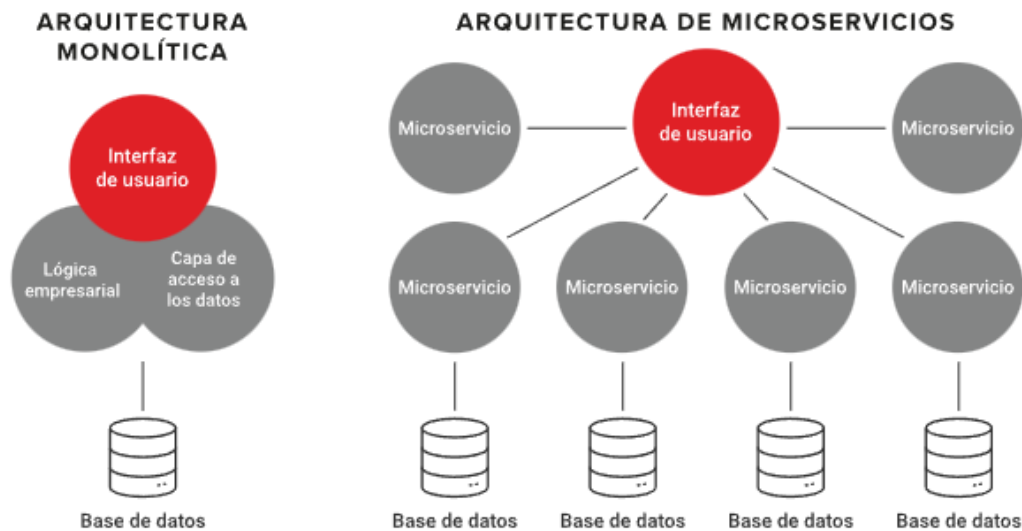 ARQUITECTURA
MONOLÍTICA
Interfaz
de usuario
Lógica
empresarial
Capa de
acceso a
los datos
Base de datos
ARQUITECTURA DE MICROSERVICIOS
Microservicio
Interfaz
de usuario
Microservicio
Microservicio
Microservicio
Microservicio
Microservicio
Base de datos
Base de datos
Base de datos
Base de datos